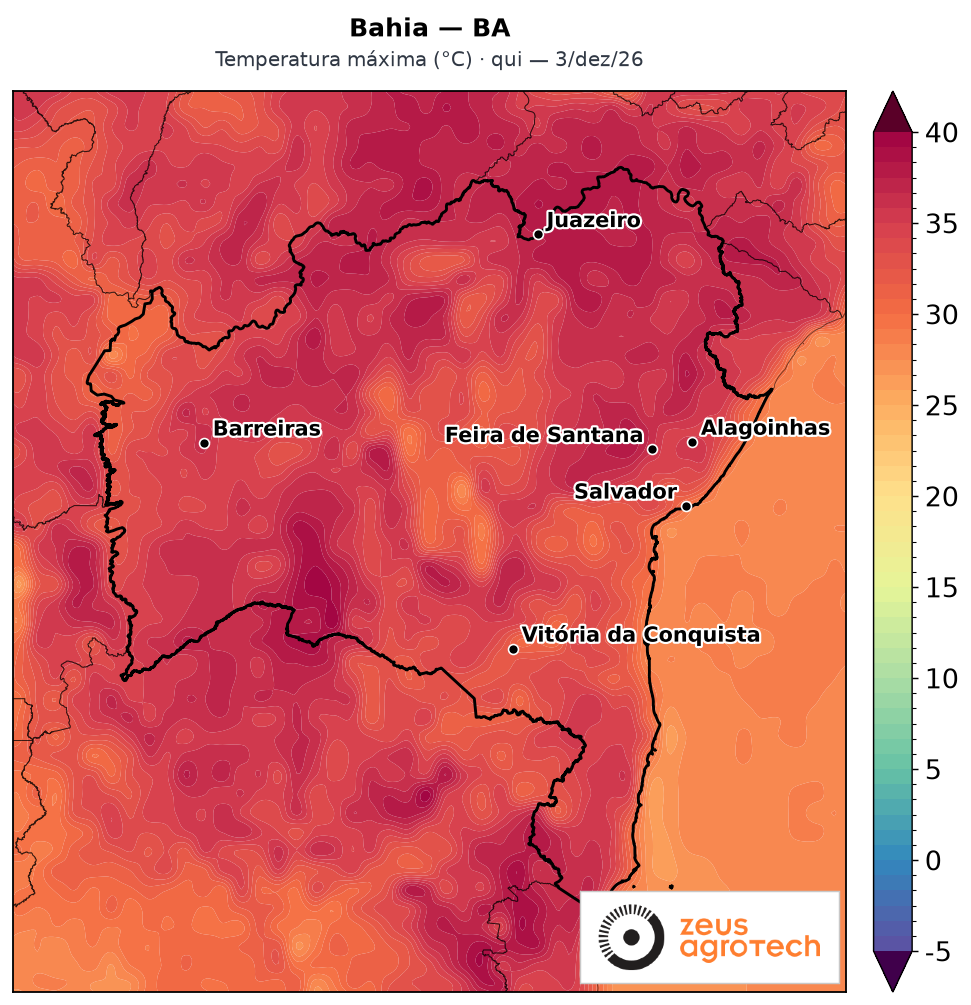 Bahia — BA
Temperatura máxima (°C) · qui — 3/dez/26
Juazeiro
Barreiras
Feira de Santana
Alagoinhas
Salvador
Vitória da Conquista
40
35
30
25
20
15
10
5
0
-5
zeus
agrotech